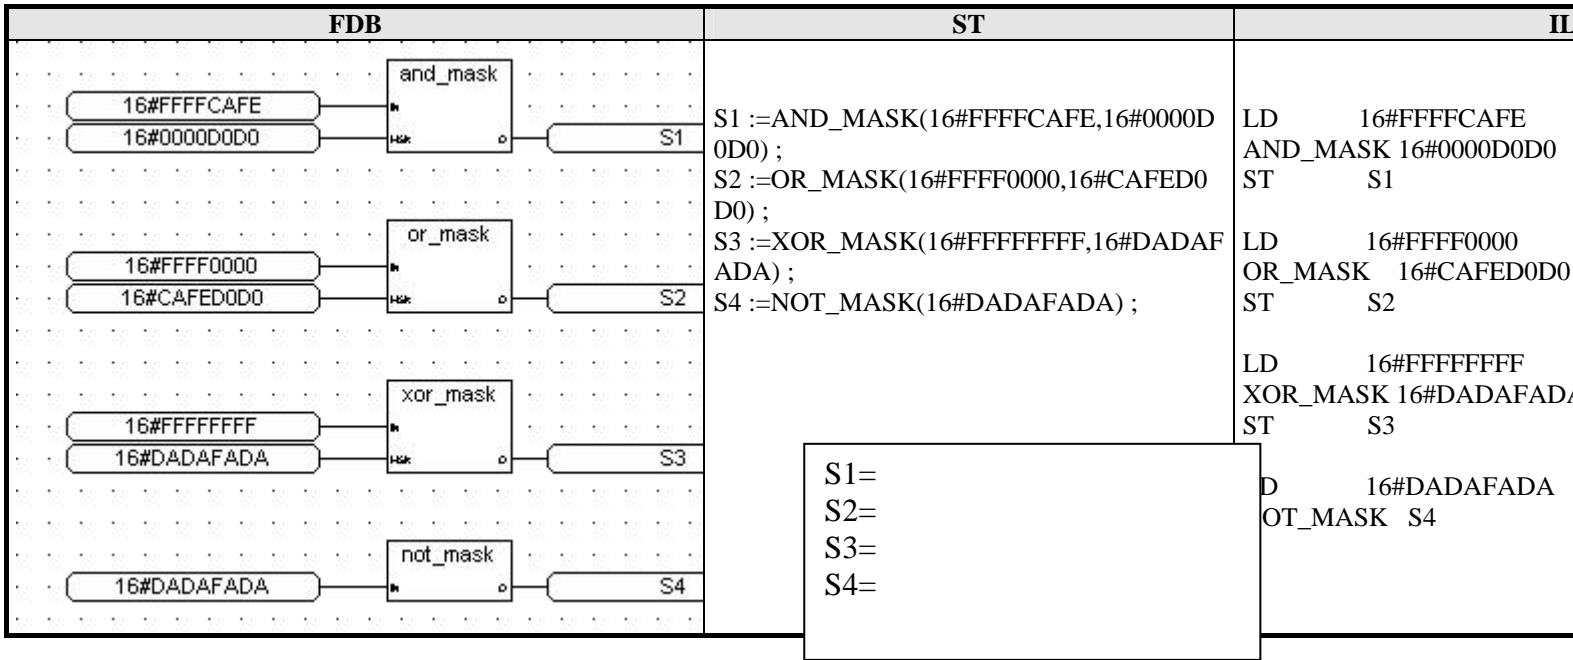 FDB
ST
and_mask
16#FFFFCAFE
16#0000D0D0
S1
or_mask
16#FFFF0000
16#CAFED0D0
S2
xor_mask
16#FFFFFFFF
16#DADAFADA
S3
not_mask
16#DADAFADA
S4
S1 :=AND_MASK(16#FFFFCAFE,16#0000D
0D0) ;
S2 :=OR_MASK(16#FFFF0000,16#CAFED0
D0) ;
S3 :=XOR_MASK(16#FFFFFFFF,16#DADAF
ADA) ;
S4 :=NOT_MASK(16#DADAFADA) ;
LD 16#FFFFCAFE
AND_MASK 16#0000D0D0
ST S1
LD 16#FFFF0000
OR_MASK 16#CAFED0D0
ST S2
LD 16#FFFFFFFF
XOR_MASK 16#DADAFADA
ST S3
D 16#DADAFADA
OT_MASK S4
S1=
S2=
S3=
S4=